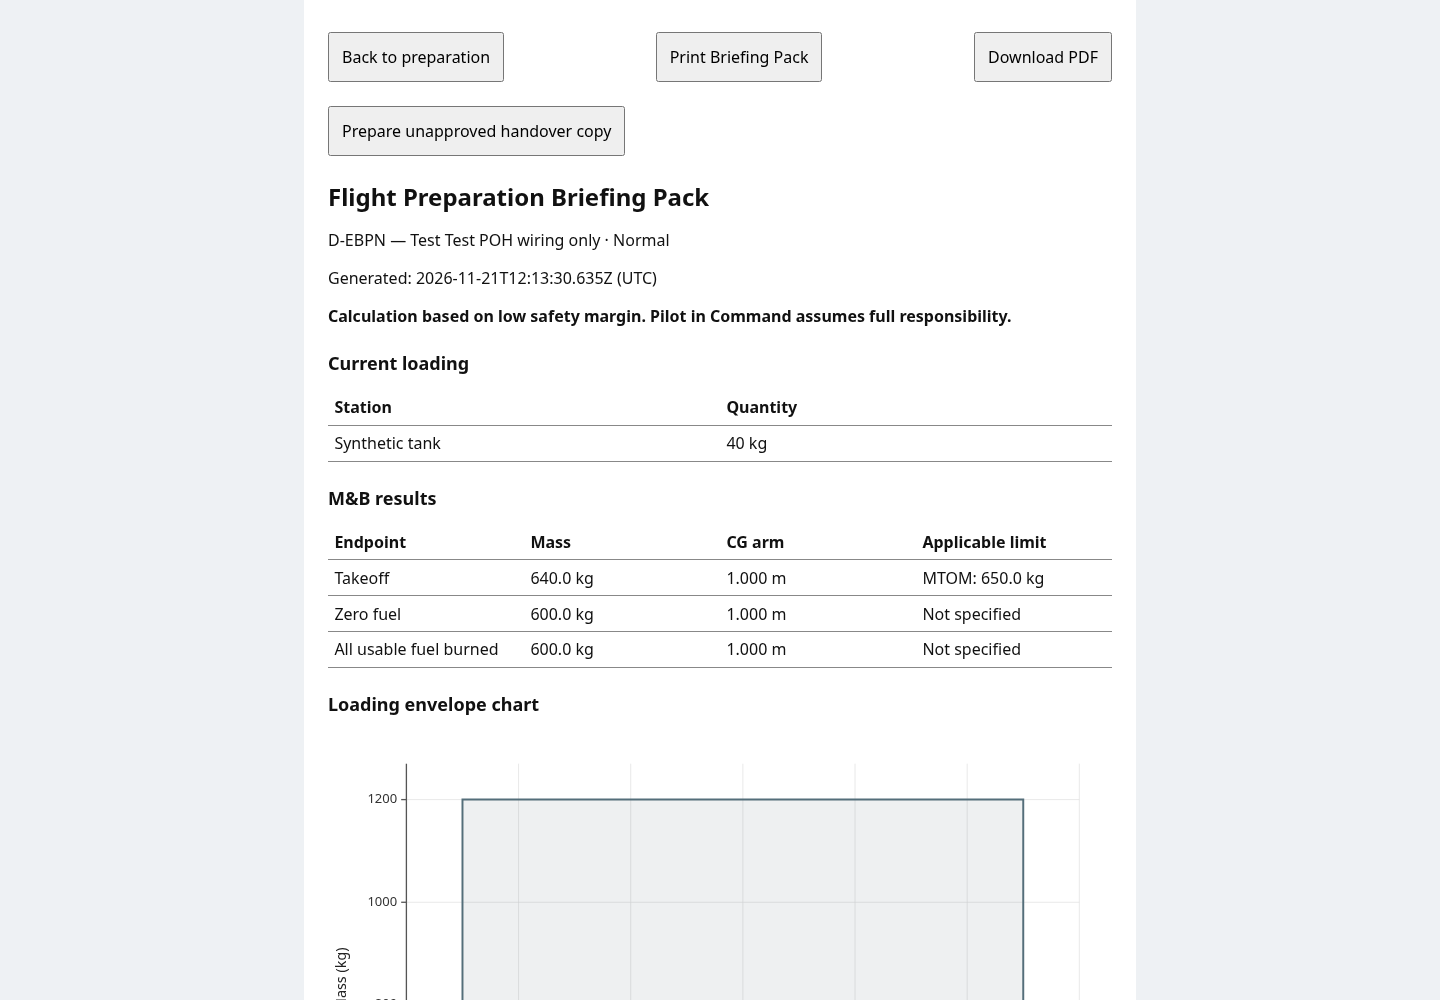 Back to preparation
Print Briefing Pack
Download PDF
Prepare unapproved handover copy
Flight Preparation Briefing Pack
D-EBPN — Test Test POH wiring only · Normal
Generated: 2026-11-21T12:13:30.635Z (UTC)
Calculation based on low safety margin. Pilot in Command assumes full responsibility.
Current loading
Station Quantity
Synthetic tank 40 kg
M&B results
Endpoint Mass CG arm Applicable limit
Takeoff 640.0 kg 1.000 m MTOM: 650.0 kg
Zero fuel 600.0 kg 1.000 m Not specified
All usable fuel burned 600.0 kg 1.000 m Not specified
Loading envelope chart
1200
1000
(kg)